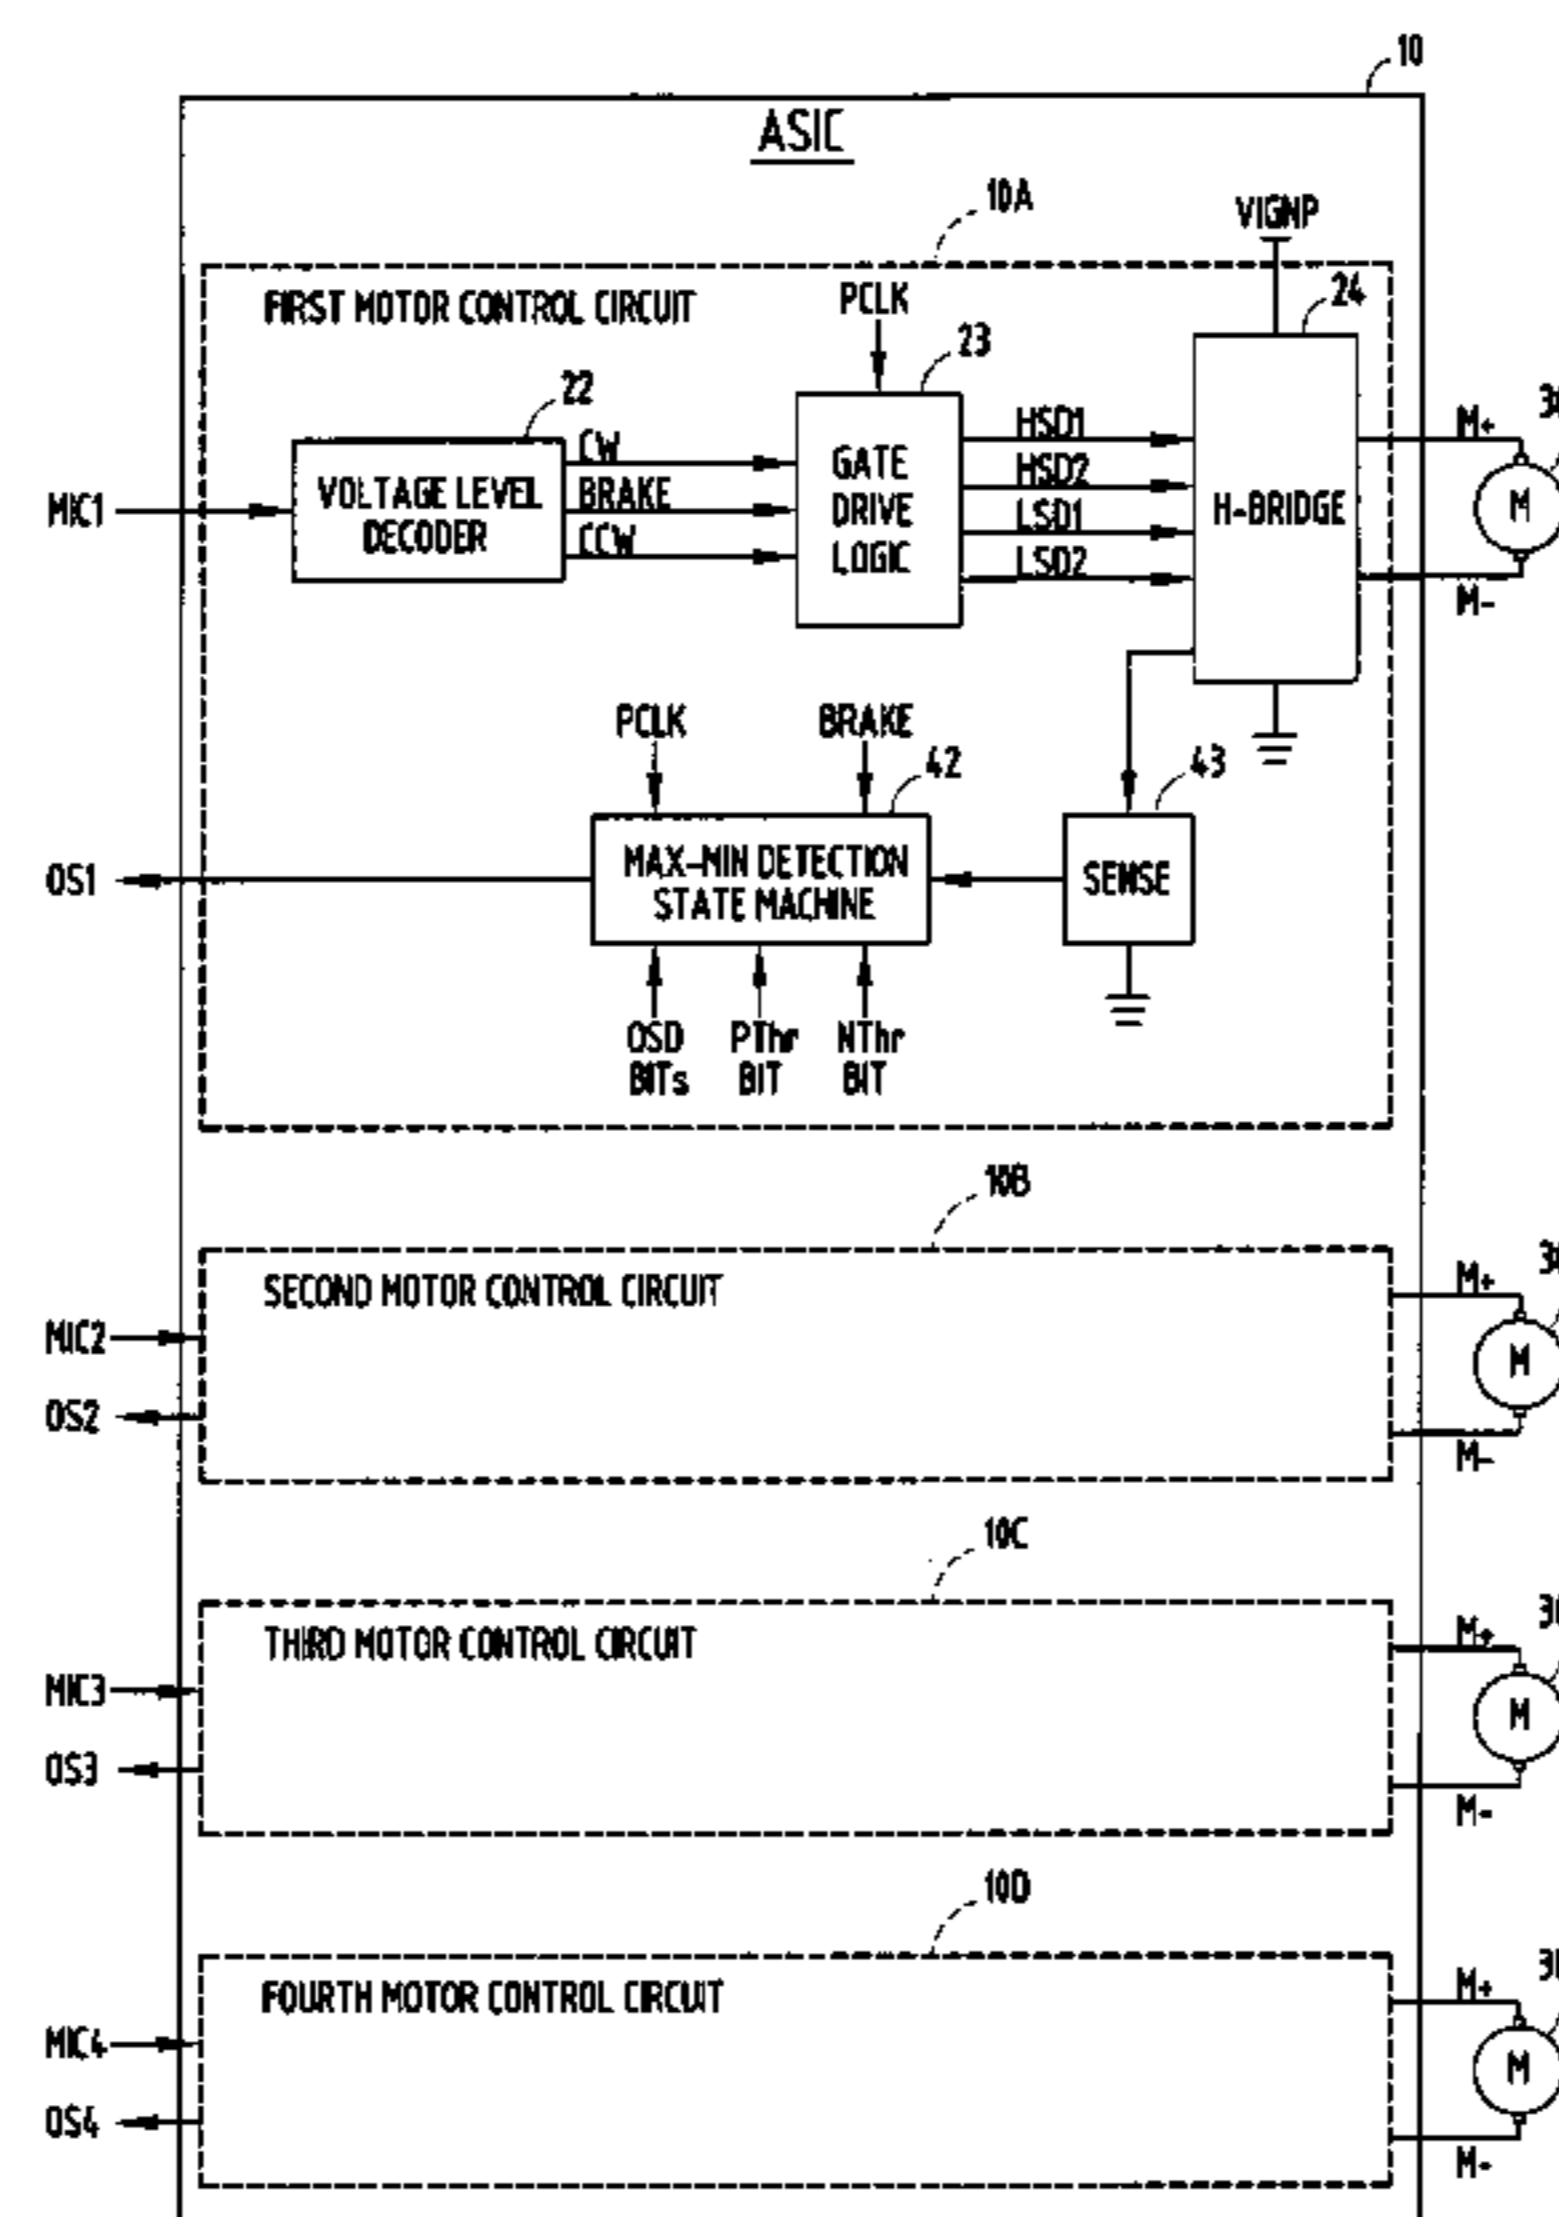 10
ASIC
10A
VIGNP
FIRST MOTOR CONTROL CIRCUIT
PCLK
24
23
22
CW
BRAKE
CCW
VOLTAGE LEVEL
DECODER
MIC1
GATE
DRIVE
LOGIC
HSD1
HSD2
LSD1
LSD2
H-BRIDGE
M+
M
M-
PCLK
BRAKE
42
43
OS1
MAX-MIN DETECTION
STATE MACHINE
SENSE
OSD
BITs
PThr
BIT
NThr
BIT
10B
SECOND MOTOR CONTROL CIRCUIT
MIC2
OS2
M+
M
M-
10C
THIRD MOTOR CONTROL CIRCUIT
MIC3
OS3
M+
M
M-
10D
FOURTH MOTOR CONTROL CIRCUIT
MIC4
OS4
M+
M
M-